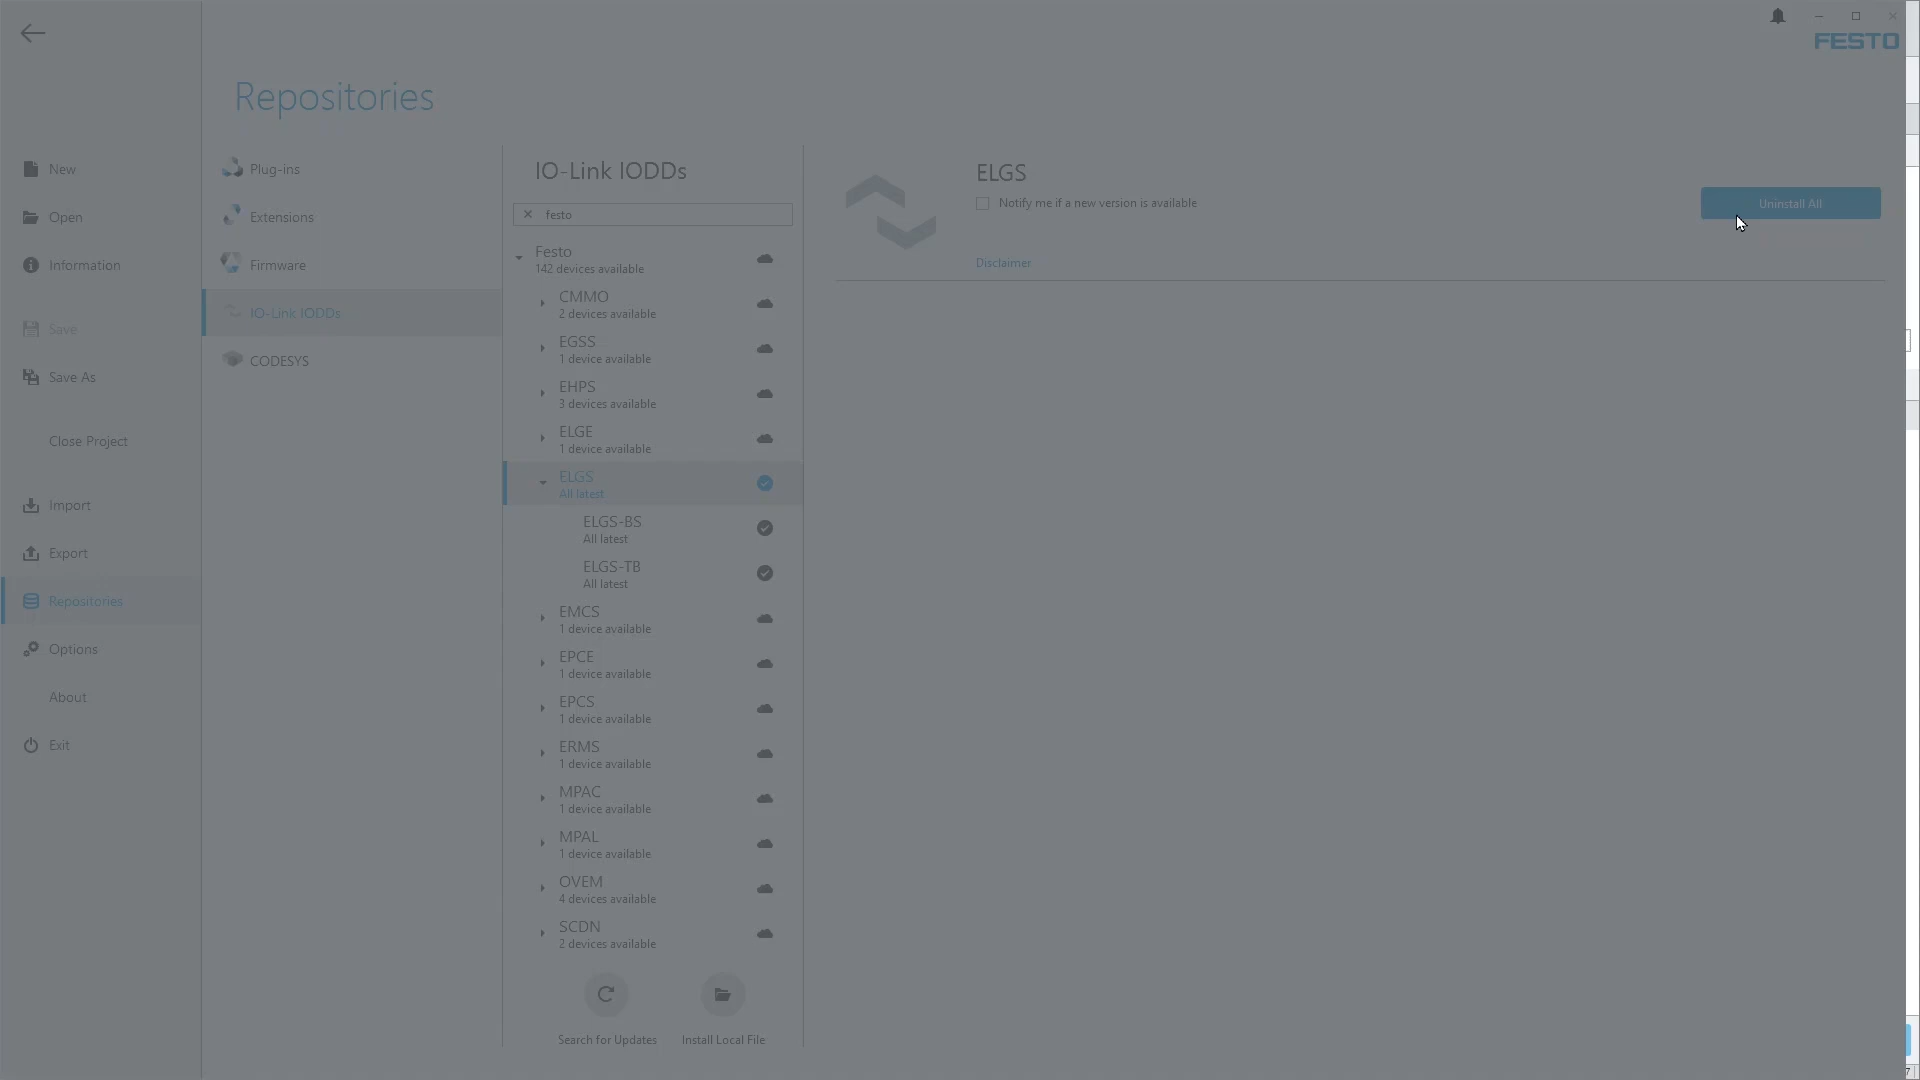 FESTO
Repositories
New
Open
Information
Save
Save As
Close Project
Import
Export
Repositories
Options
About
Exit
Plug-ins
Extensions
Firmware
IO-Link IODDs
CODESYS
IO-Link IODDs
festo
Festo
142 devices available
CMMO
2 devices available
EGSS
1 device available
EHPS
3 devices available
ELGE
1 device available
ELGS
All latest
ELGS-BS
All latest
ELGS-TB
All latest
EMCS
1 device available
EPCE
1 device available
EPCS
1 device available
ERMS
1 device available
MPAC
1 device available
MPAL
1 device available
OVEM
4 devices available
SCDN
2 devices available
Search for Updates
Install Local File
ELGS
Notify me if a new version is available
Disclaimer
Uninstall All
7